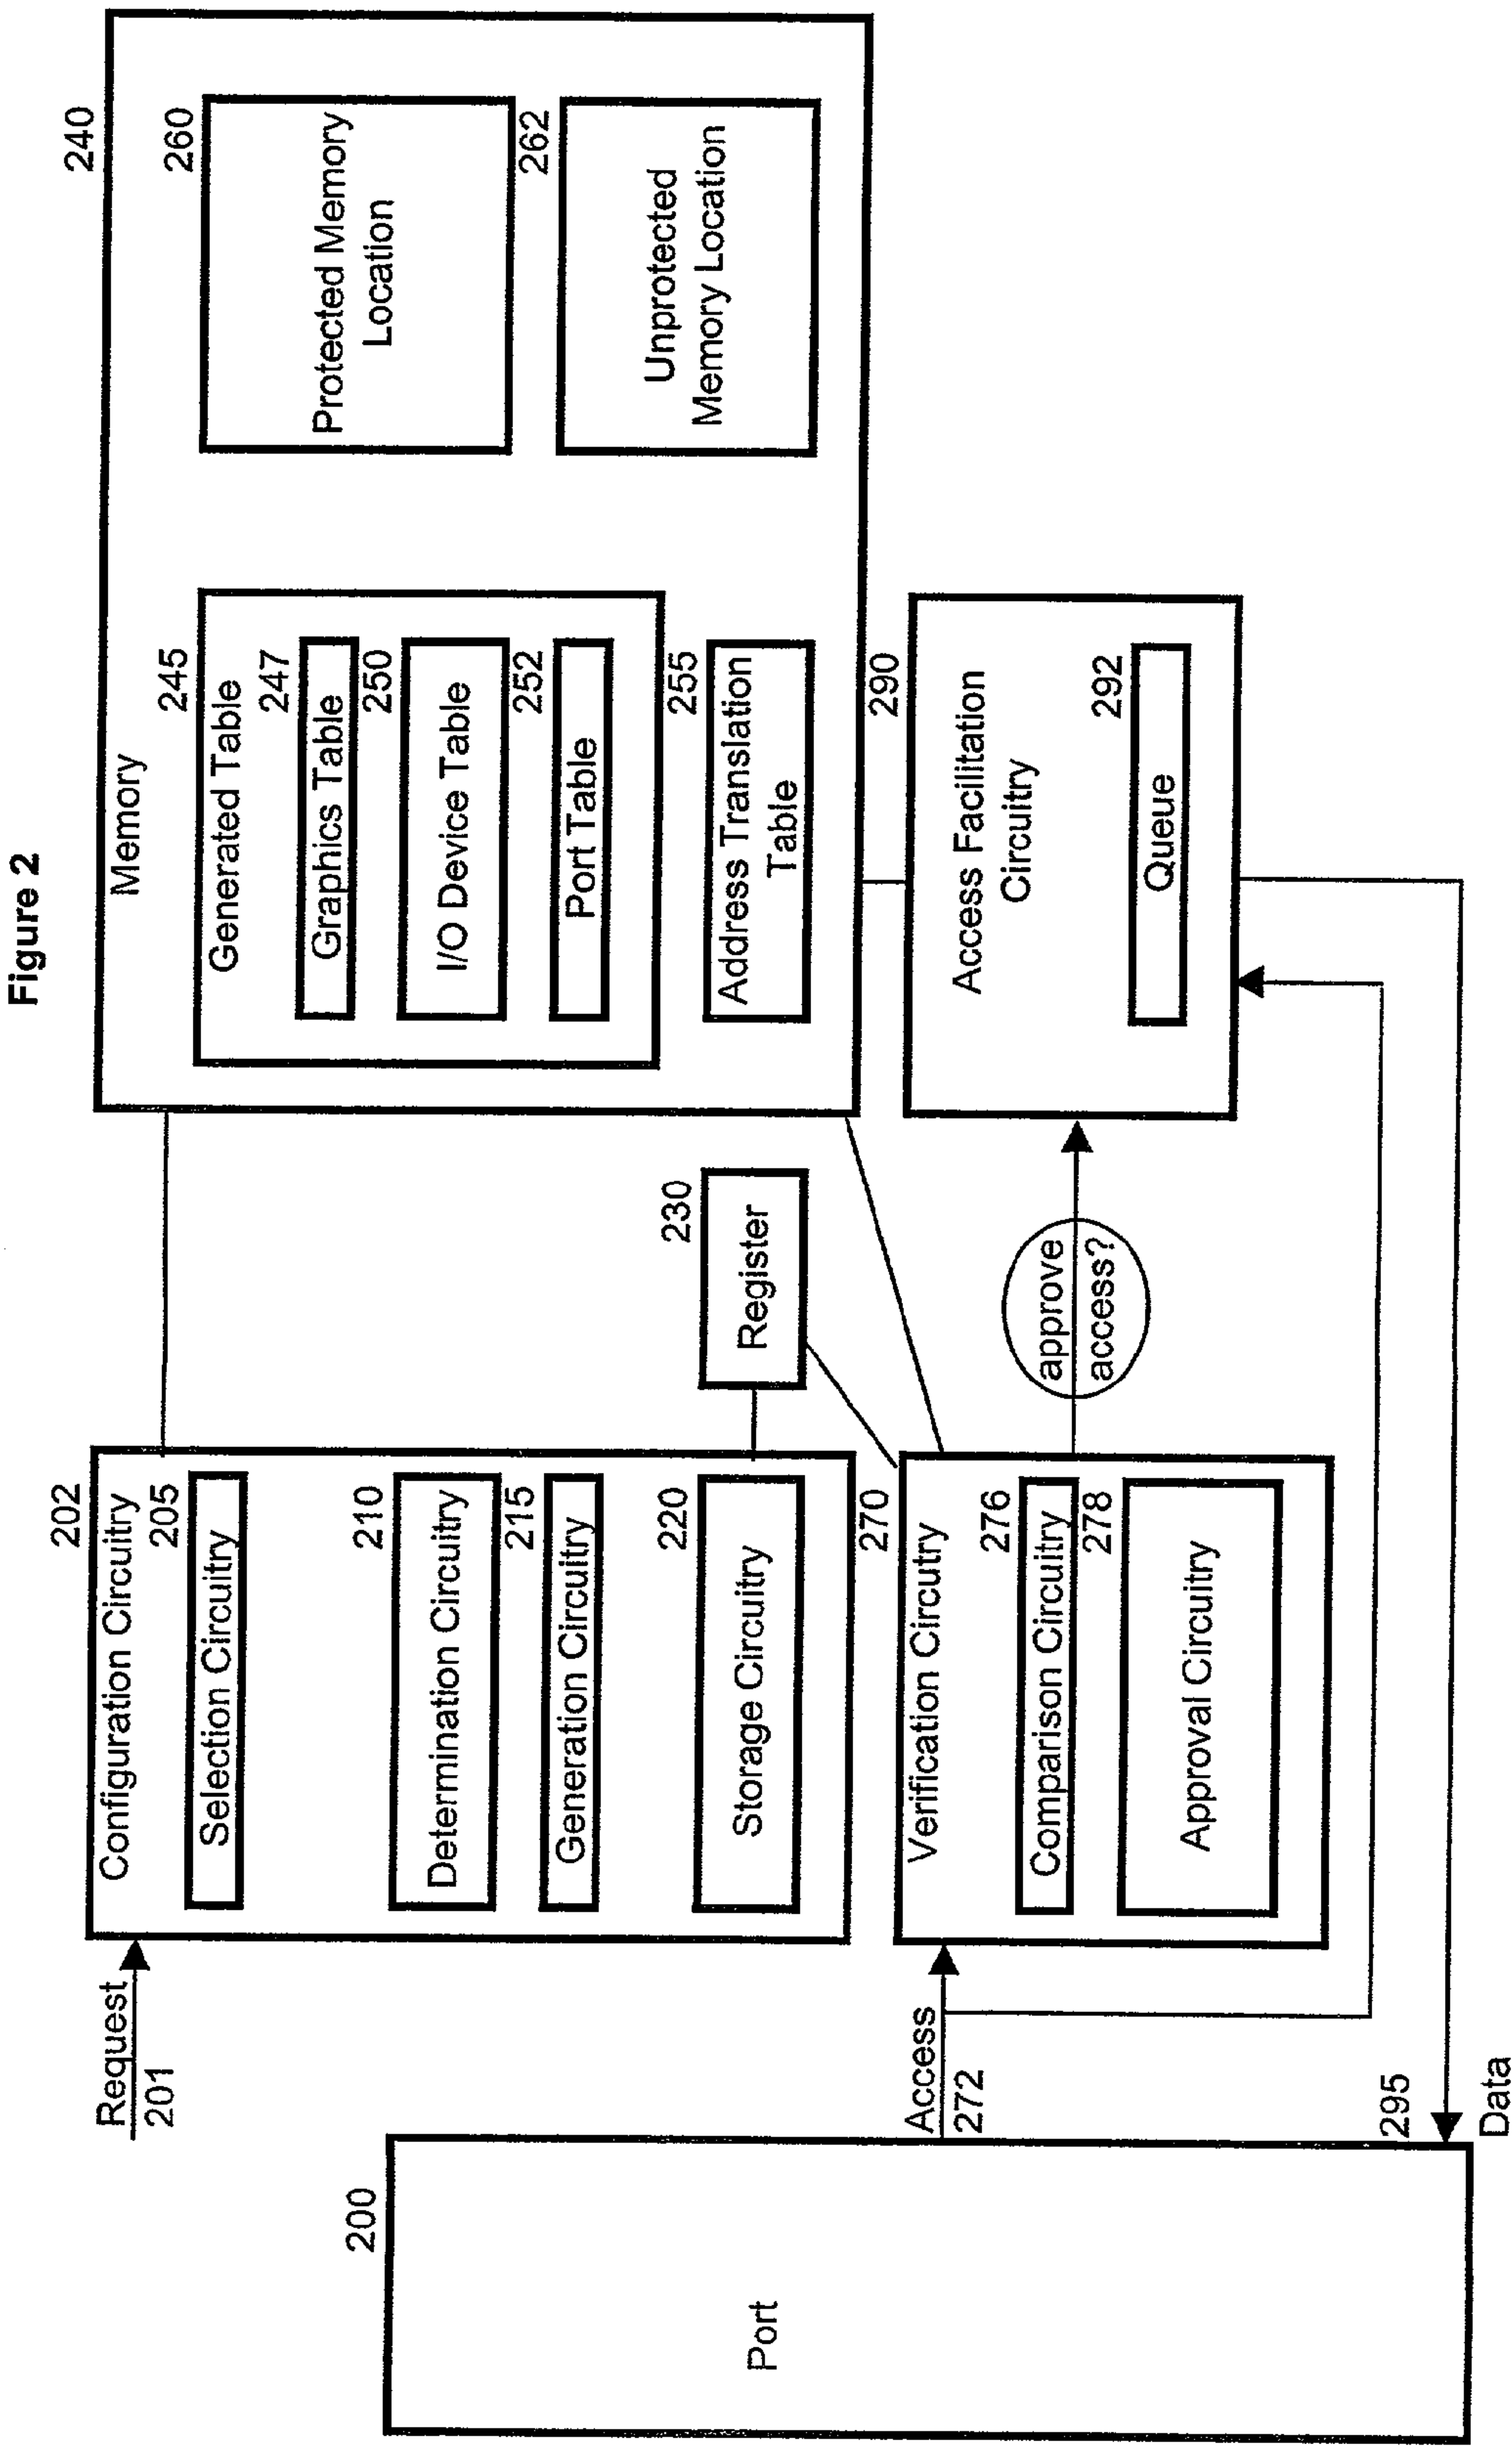 Figure 2
200
Port
Request
201
Access
272
295
Data
202
Configuration Circuitry
205
Selection Circuitry
210
Determination Circuitry
215
Generation Circuitry
220
Storage Circuitry
230
Register
270
Verification Circutry
276
Comparison Circuitry
278
Approval Circuitry
approve
access?
240
Memory
245
Generated Table
247
Graphics Table
250
I/O Device Table
252
Port Table
255
Address Translation
Table
260
Protected Memory
Location
262
Unprotected
Memory Location
290
Access Facilitation
Circuitry
292
Queue